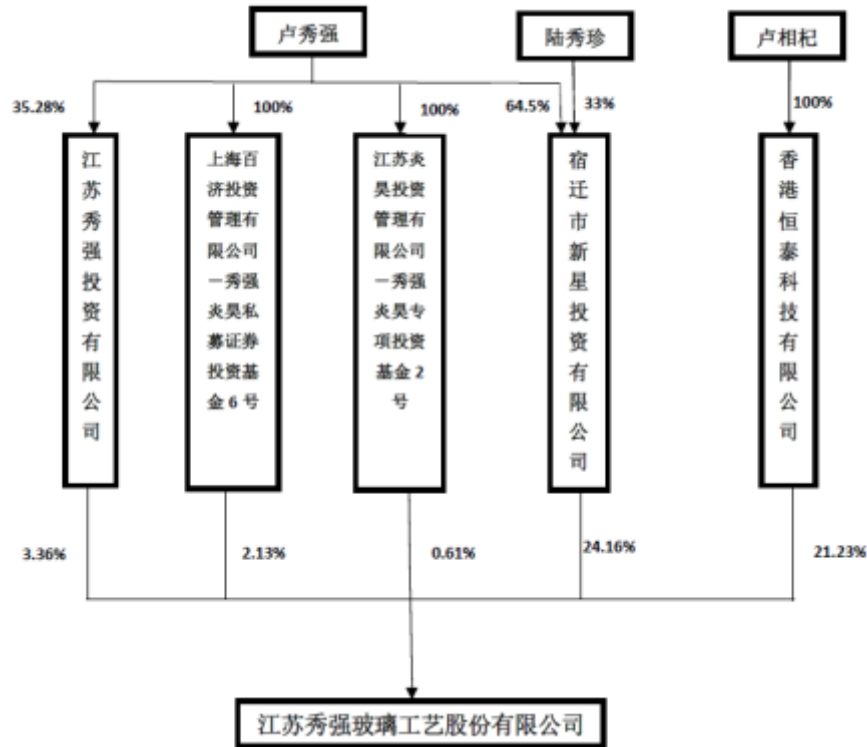 卢秀强
陆秀珍
卢相杞
35.28%
100%
100%
64.5%
33%
100%
江苏秀强投资有限公司
上海百
济投资
管理有
限公司
一秀强
炎昊私
募证券
投资基
金 6 号
江苏炎
昊投资
管理有
限公司
一秀强
炎昊专
项投资
基金 2
号
宿迁市新星投资有限公司
香港恒泰科技有限公司
3.36%
2.13%
0.61%
24.16%
21.23%
江苏秀强玻璃工艺股份有限公司